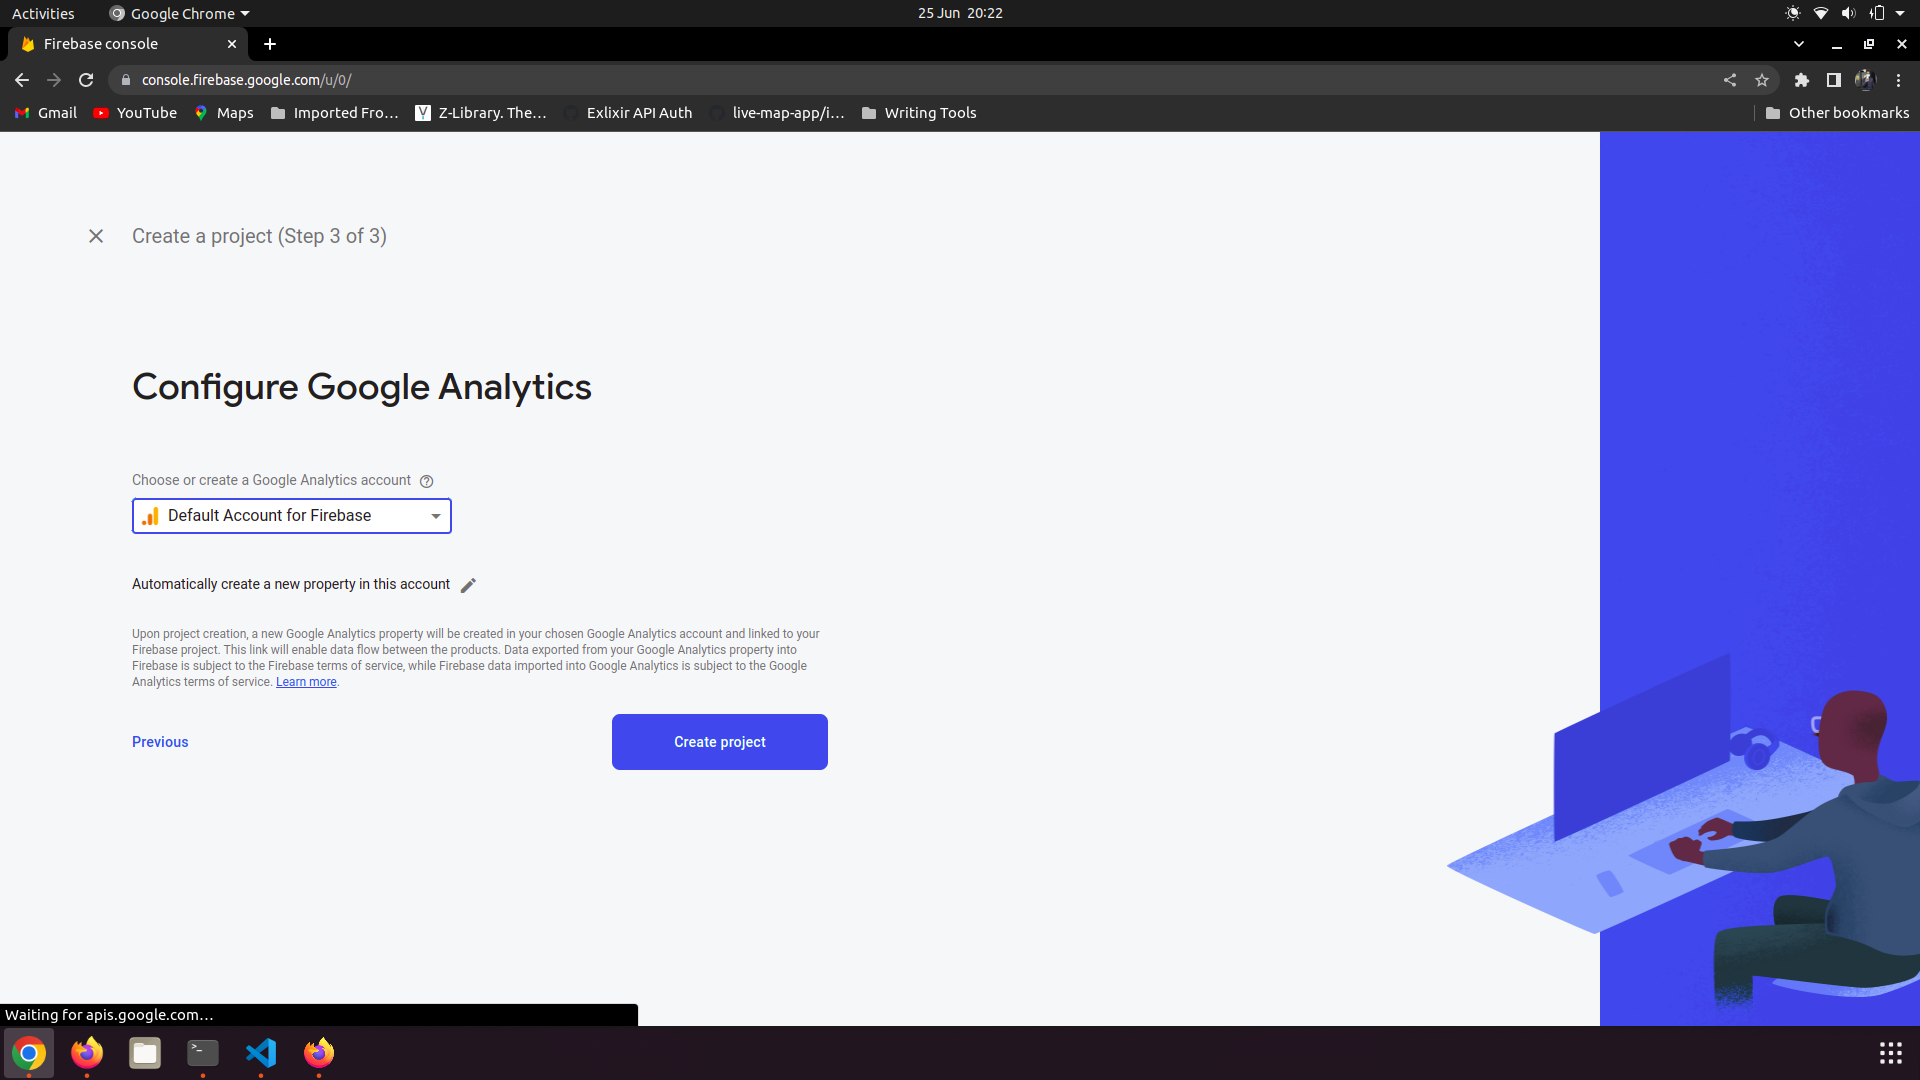 Activities
Google Chrome
25 Jun 20:22
Firebase console
console.firebase.google.com/u/0/
Gmail
YouTube
Maps
Imported Fro...
Z-Library. The...
Exlixir API Auth
live-map-app/i...
Writing Tools
Other bookmarks
Create a project (Step 3 of 3)
Configure Google Analytics
Choose or create a Google Analytics account
Default Account for Firebase
Automatically create a new property in this account
Upon project creation, a new Google Analytics property will be created in your chosen Google Analytics account and linked to your
Firebase project. This link will enable data flow between the products. Data exported from your Google Analytics property into
Firebase is subject to the Firebase terms of service, while Firebase data imported into Google Analytics is subject to the Google
Analytics terms of service. Learn more.
Previous
Create project
Waiting for apis.google.com...